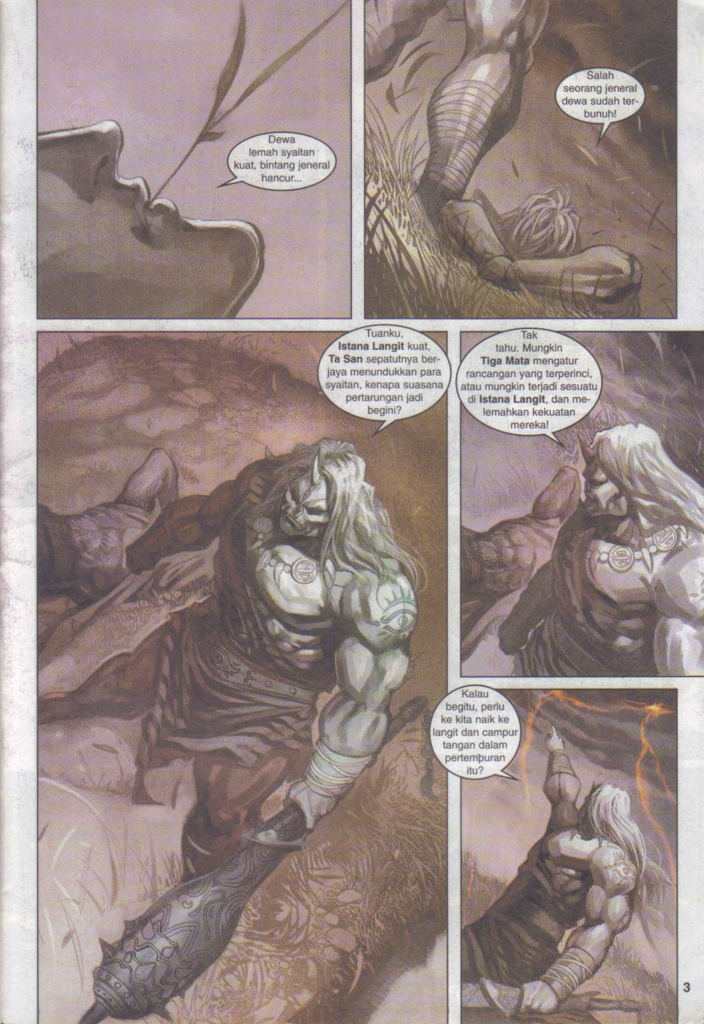 Dewa
lemah syaitan
kuat, bintang jeneral
hancur...
Salah
seorang jeneral
dewa sudah ter-
bunuh!
Tuanku,
Istana Langit kuat,
Ta San sepatutnya ber-
jaya menundukkan para
syaitan, kenapa suasana
pertarungan jadi
begini?
Tak
tahu. Mungkin
Tiga Mata mengatur
rancangan yang terperinci,
atau mungkin terjadi sesuatu
di Istana Langit, dan me-
lemahkan kekuatan
mereka!
Kalau
begitu, perlu
ke kita naik ke
langit dan campur
tangan dalam
pertempuran
itu?
3